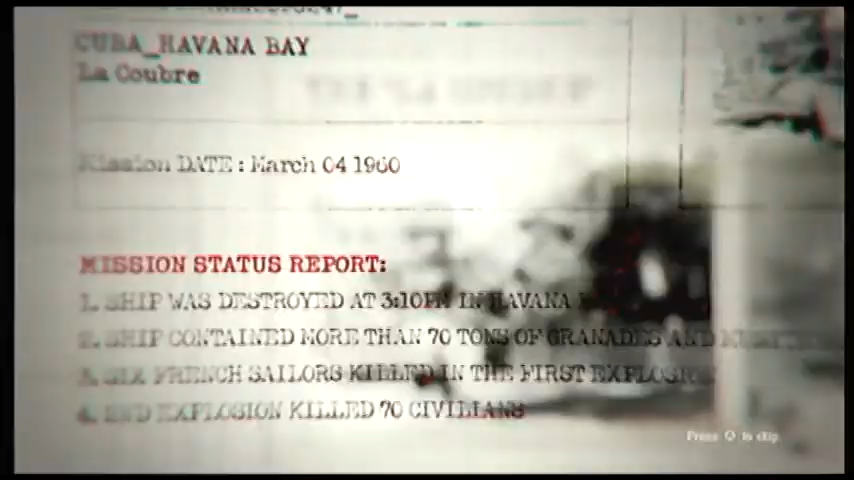 CUBA_HAVANA BAY
La Coubre
Mission DATE : March 04 1960
MISSION STATUS REPORT:
1. SHIP WAS DESTROYED AT 3:10PM IN HAVANA
2. SHIP CONTAINED MORE THAN 70 TONS OF GRANADES AND
3. SIX FRENCH SAILORS KILLED IN THE FIRST EXPLOSION
4. 2ND EXPLOSION KILLED 70 CIVILIANS
Press O to skip